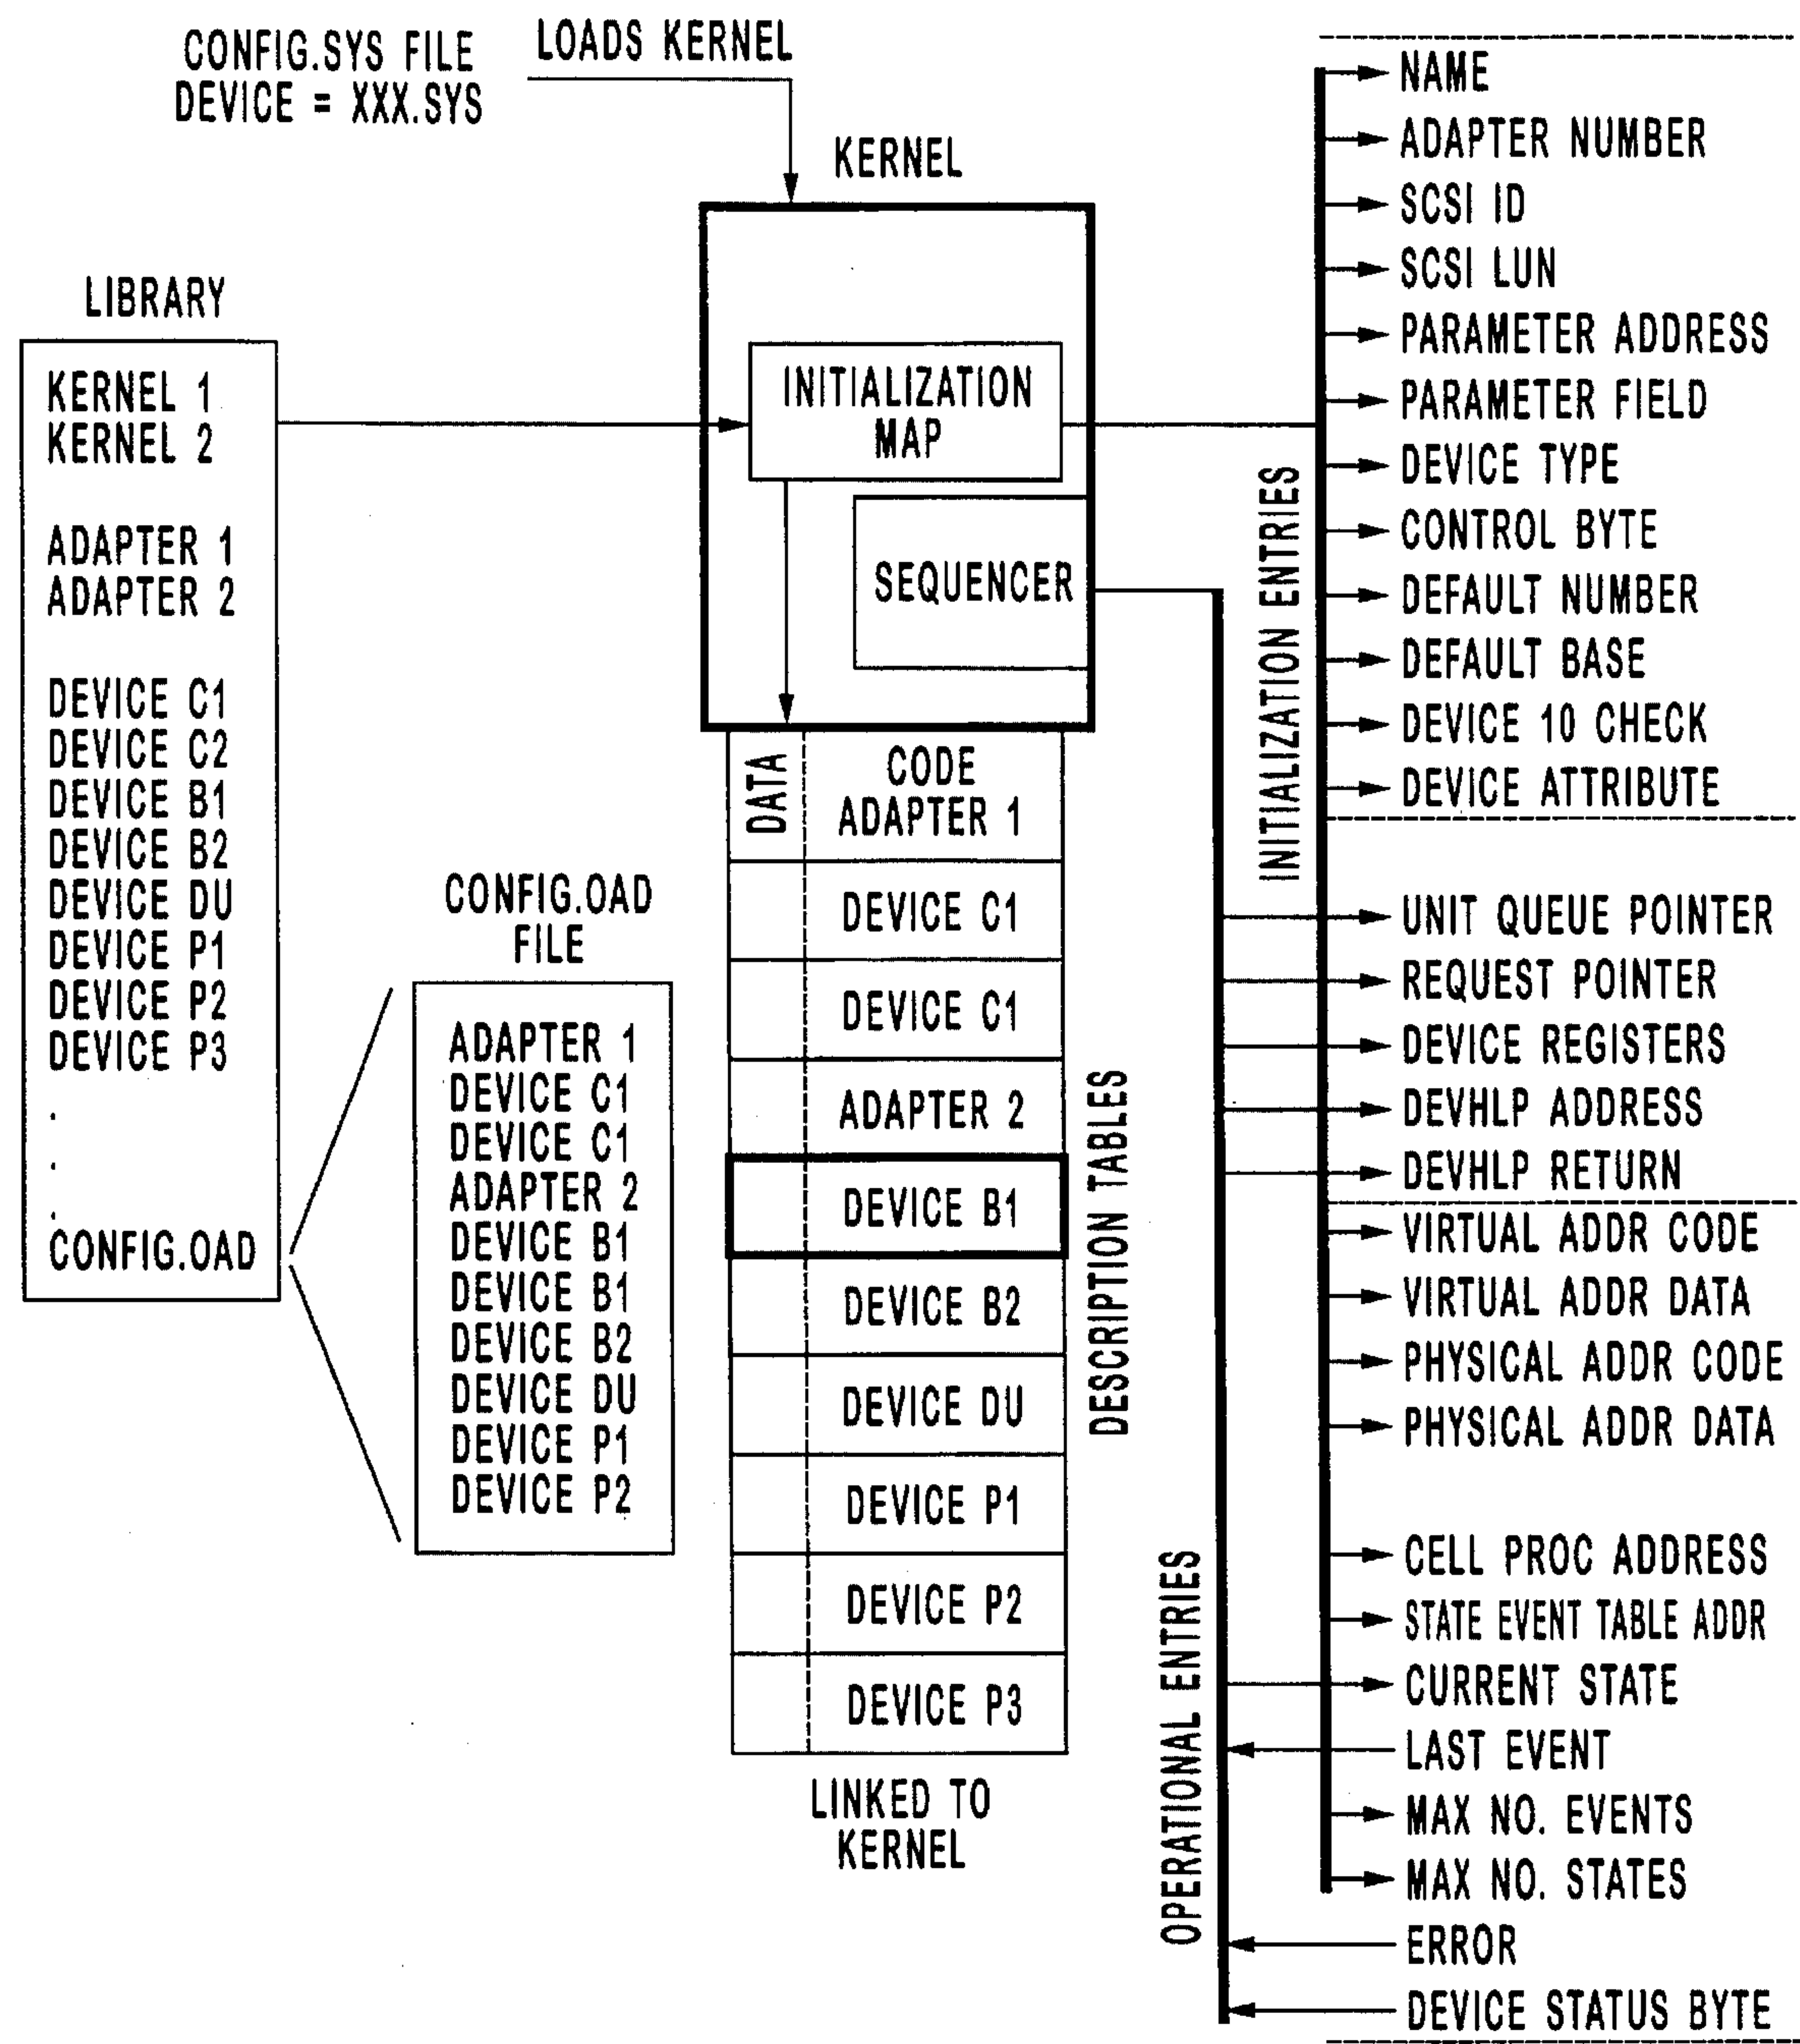 CONFIG.SYS FILE
DEVICE = XXX.SYS
LOADS KERNEL
KERNEL
LIBRARY
KERNEL 1
KERNEL 2
ADAPTER 1
ADAPTER 2
DEVICE C1
DEVICE C2
DEVICE B1
DEVICE B2
DEVICE DU
DEVICE P1
DEVICE P2
DEVICE P3
.
.
.
CONFIG.OAD
CONFIG.OAD
FILE
ADAPTER 1
DEVICE C1
DEVICE C1
ADAPTER 2
DEVICE B1
DEVICE B1
DEVICE B2
DEVICE DU
DEVICE P1
DEVICE P2
INITIALIZATION
MAP
SEQUENCER
DATA
CODE
ADAPTER 1
DEVICE C1
DEVICE C1
ADAPTER 2
DEVICE B1
DEVICE B2
DEVICE DU
DEVICE P1
DEVICE P2
DEVICE P3
LINKED TO
KERNEL
DESCRIPTION TABLES
OPERATIONAL ENTRIES
INITIALIZATION ENTRIES
NAME
ADAPTER NUMBER
SCSI ID
SCSI LUN
PARAMETER ADDRESS
PARAMETER FIELD
DEVICE TYPE
CONTROL BYTE
DEFAULT NUMBER
DEFAULT BASE
DEVICE 10 CHECK
DEVICE ATTRIBUTE
UNIT QUEUE POINTER
REQUEST POINTER
DEVICE REGISTERS
DEVHLP ADDRESS
DEVHLP RETURN
VIRTUAL ADDR CODE
VIRTUAL ADDR DATA
PHYSICAL ADDR CODE
PHYSICAL ADDR DATA
CELL PROC ADDRESS
STATE EVENT TABLE ADDR
CURRENT STATE
LAST EVENT
MAX NO. EVENTS
MAX NO. STATES
ERROR
DEVICE STATUS BYTE